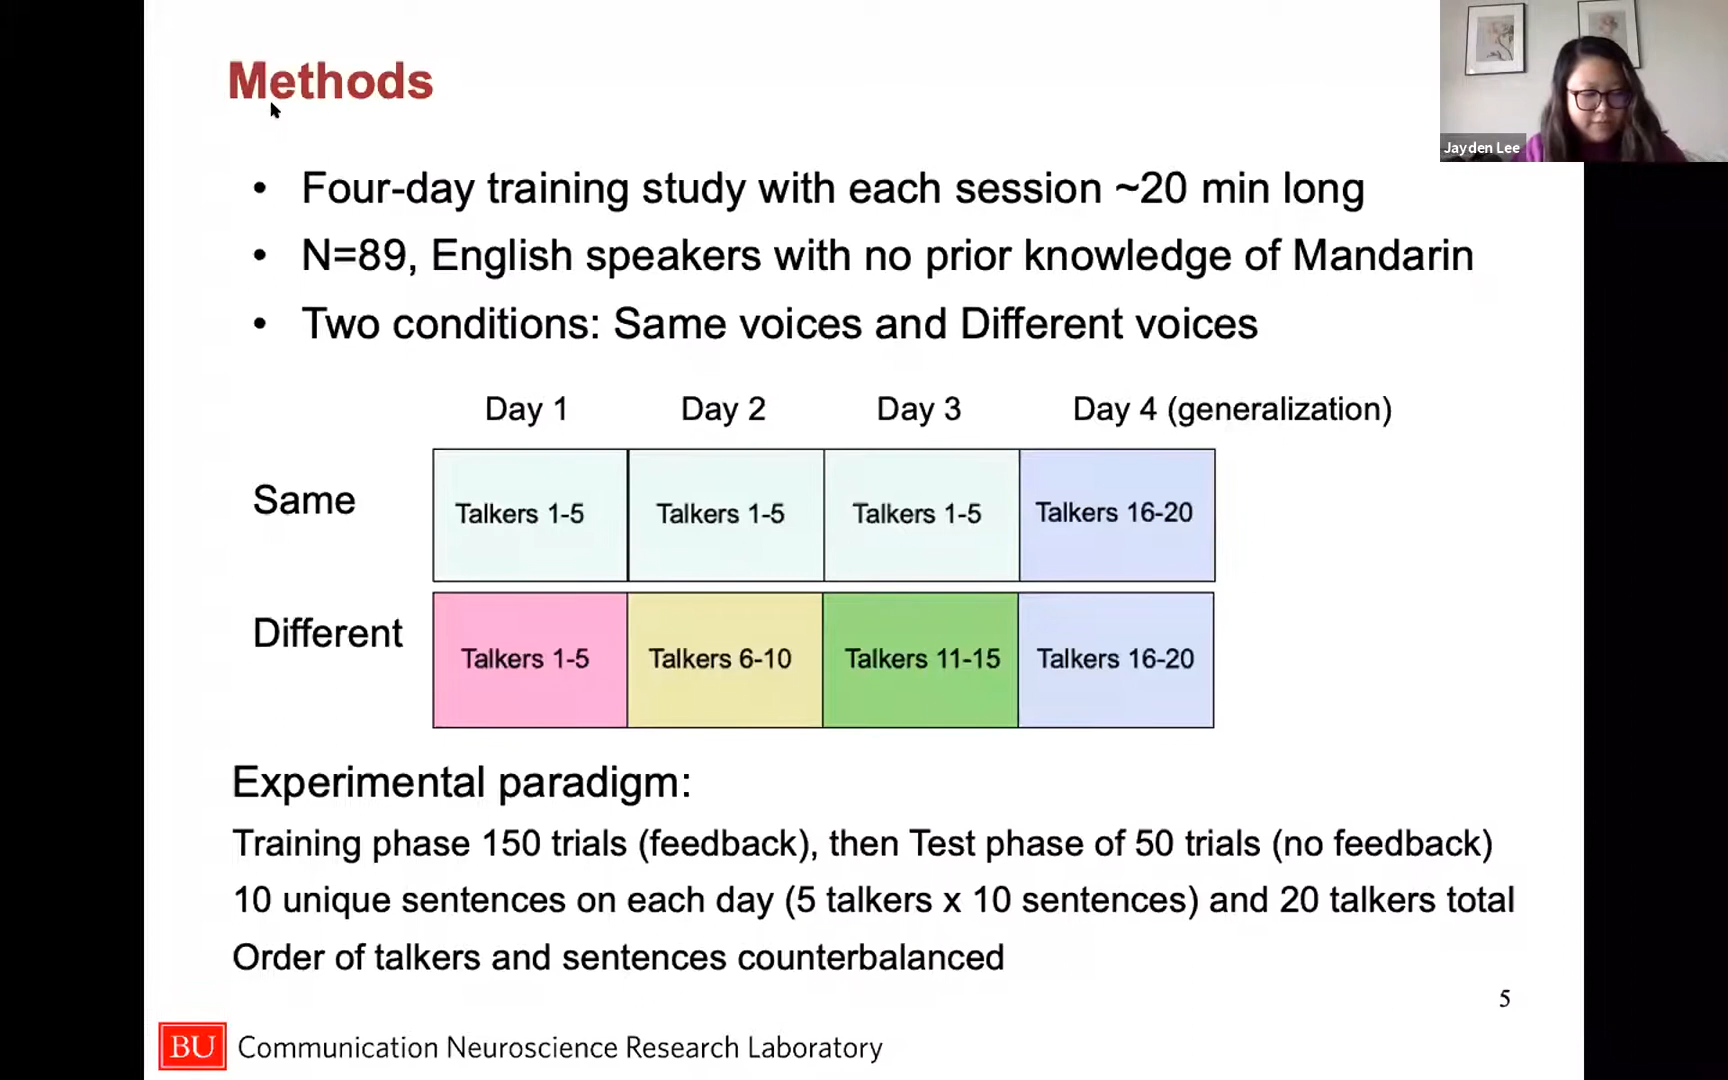 Methods
Jayden Lee
• Four-day training study with each session ~20 min long
• N=89, English speakers with no prior knowledge of Mandarin
• Two conditions: Same voices and Different voices
Day 1 Day 2 Day 3 Day 4 (generalization)
Same Talkers 1-5 Talkers 1-5 Talkers 1-5 Talkers 16-20
Different Talkers 1-5 Talkers 6-10 Talkers 11-15 Talkers 16-20
Experimental paradigm:
Training phase 150 trials (feedback), then Test phase of 50 trials (no feedback)
10 unique sentences on each day (5 talkers x 10 sentences) and 20 talkers total
Order of talkers and sentences counterbalanced
5
BU Communication Neuroscience Research Laboratory